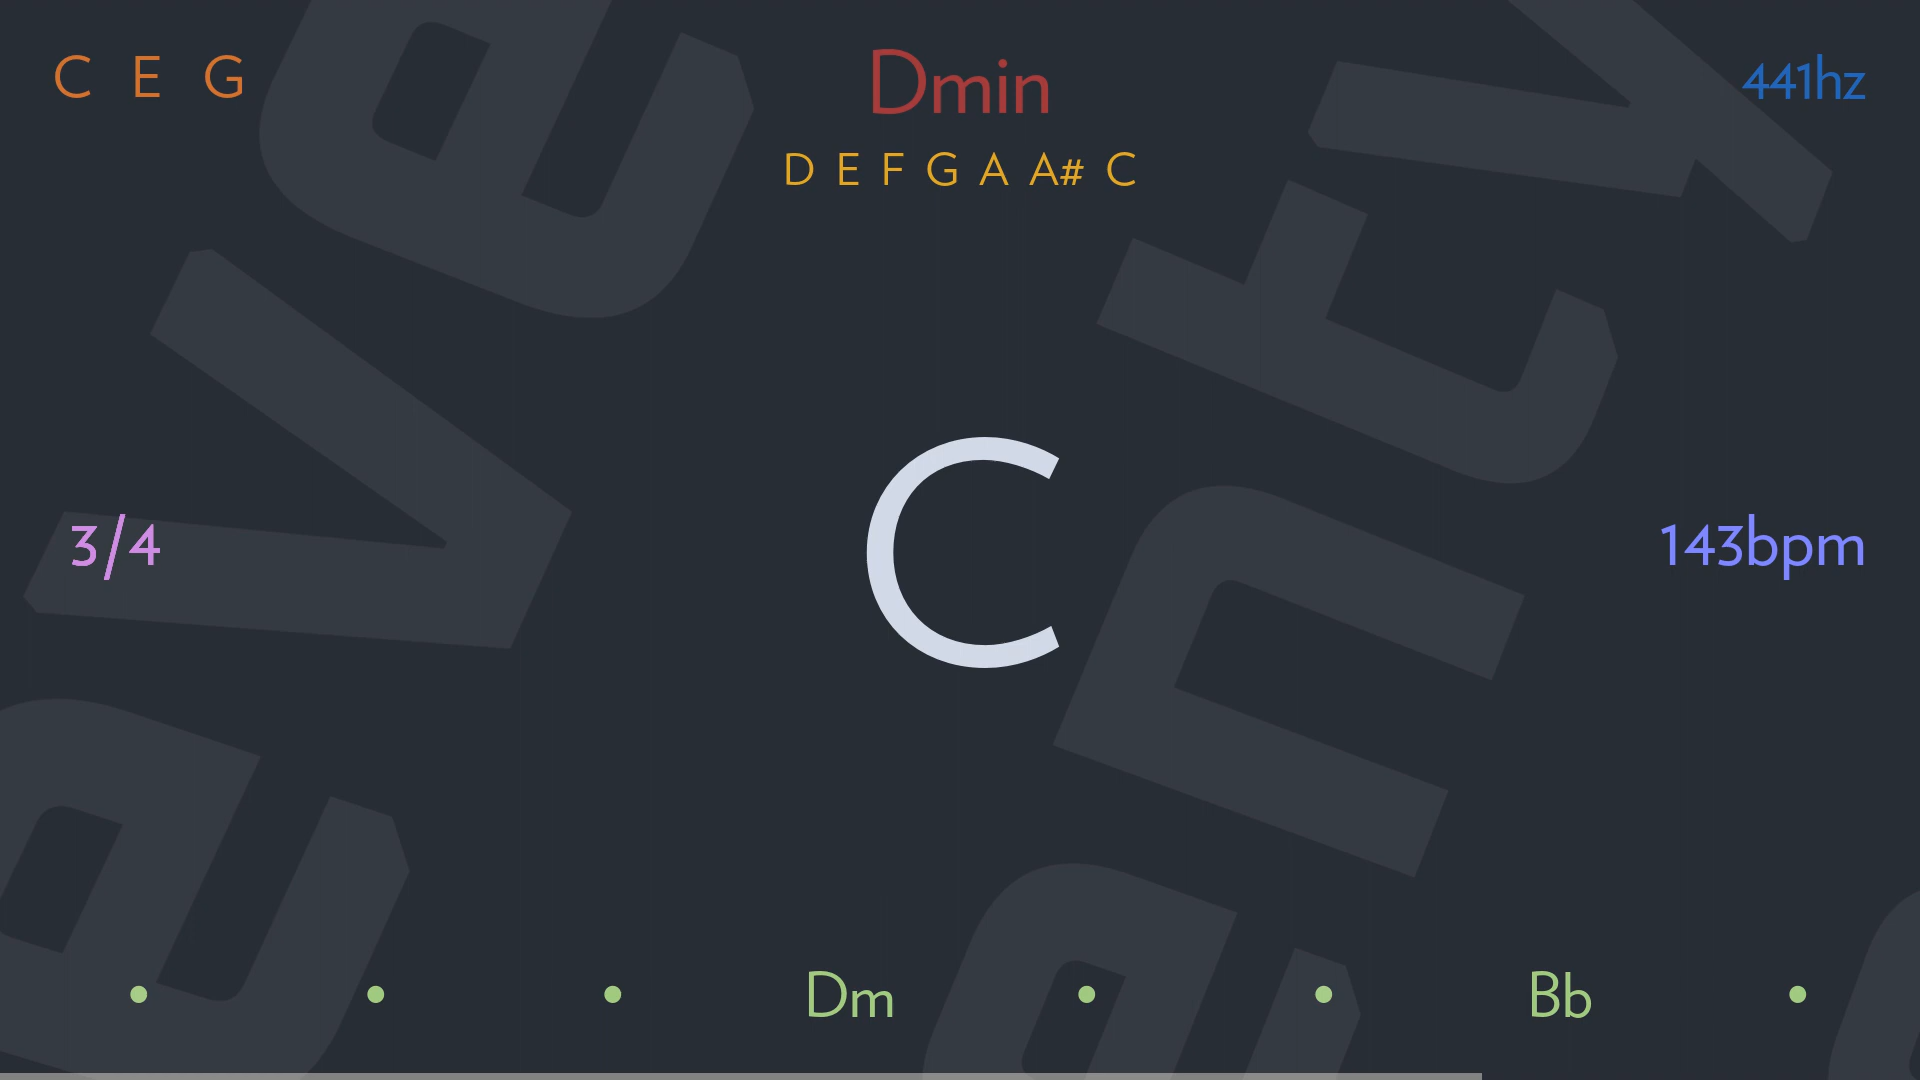 C E G
Dmin
441hz
D E F G A A# C
C
3/4
143bpm
• • • Dm • • Bb •